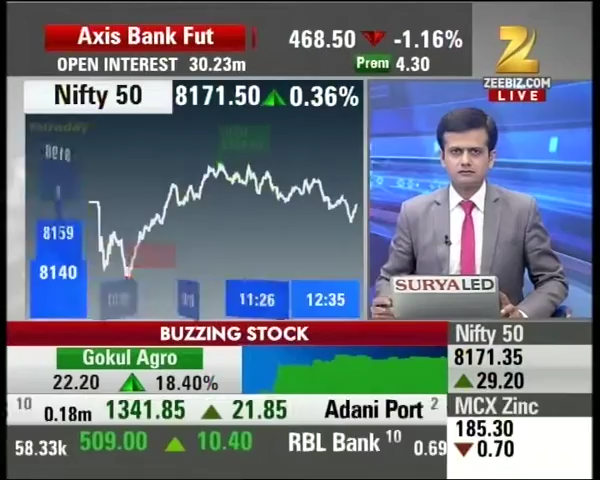 Axis Bank Fut 468.50 -1.16%
OPEN INTEREST 30.23m Prem 4.30
ZEEBIZ.COM
LIVE
Nifty 50 8171.50 0.36%
Intraday
8159
8140
11:26 12:35
SURYA LED
BUZZING STOCK
Gokul Agro
22.20 18.40%
Nifty 50
8171.35
29.20
10 0.18m 1341.85 21.85 Adani Port 2
MCX Zinc
185.30
0.70
58.33k 509.00 10.40 RBL Bank 10 0.69